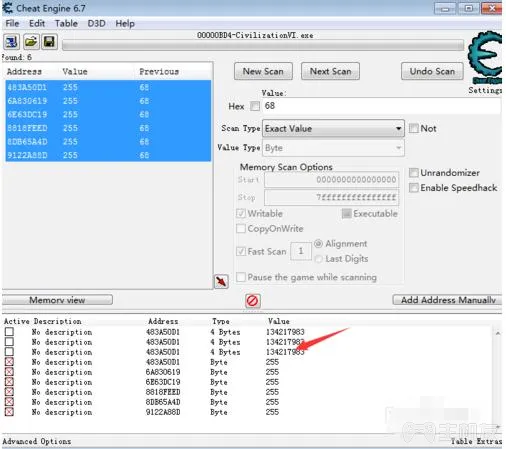 Cheat Engine 6.7
File Edit Table D3D Help
00000BD4-CivilizationVI.exe
Found: 6
Address Value Previous
483A50D1 255 68
6A830619 255 68
6E63DC19 255 68
8818FEED 255 68
8DB65A4D 255 68
9122A88D 255 68
New Scan Next Scan Undo Scan
Settings
Value:
Hex 68
Scan Type Exact Value Not
Value Type Byte
Memory Scan Options
Start 0000000000000000
Stop 7fffffffffffffff
Writable Executable
CopyOnWrite
Fast Scan 1 Alignment
Last Digits
Pause the game while scanning
Unrandomizer
Enable Speedhack
Memory view Add Address Manually
Active Description Address Type Value
No description 483A50D1 4 Bytes 134217983
No description 483A50D1 4 Bytes 134217983
No description 483A50D1 4 Bytes 134217983
No description 483A50D1 Byte 255
No description 6A830619 Byte 255
No description 6E63DC19 Byte 255
No description 8818FEED Byte 255
No description 8DB65A4D Byte 255
No description 9122A88D Byte 255
Advanced Options Table Extras